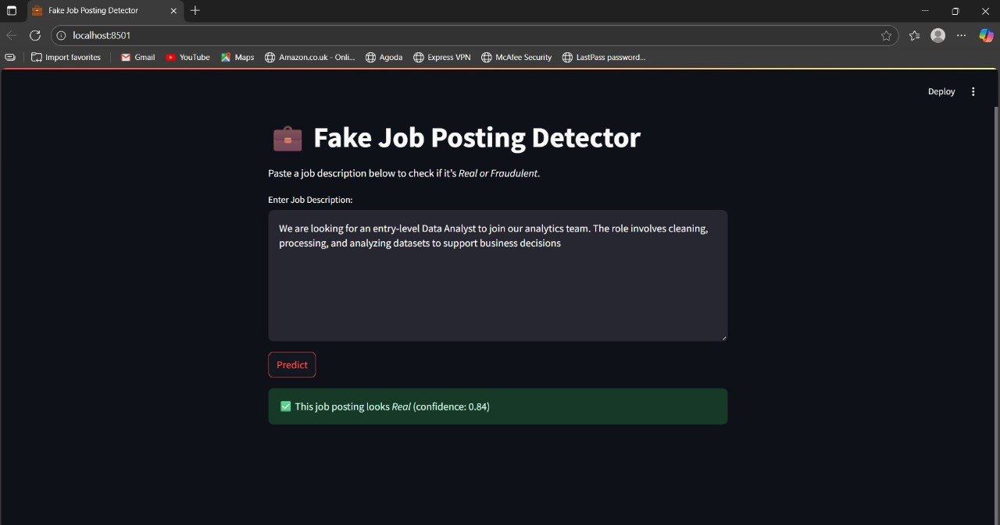 Fake Job Posting Detector
localhost:8501
Import favorites
Gmail
YouTube
Maps
Amazon.co.uk - Onli...
Agoda
Express VPN
McAfee Security
LastPass password...
Deploy
Fake Job Posting Detector
Paste a job description below to check if it's Real or Fraudulent.
Enter Job Description:
We are looking for an entry-level Data Analyst to join our analytics team. The role involves cleaning,
processing, and analyzing datasets to support business decisions
Predict
This job posting looks Real (confidence: 0.84)